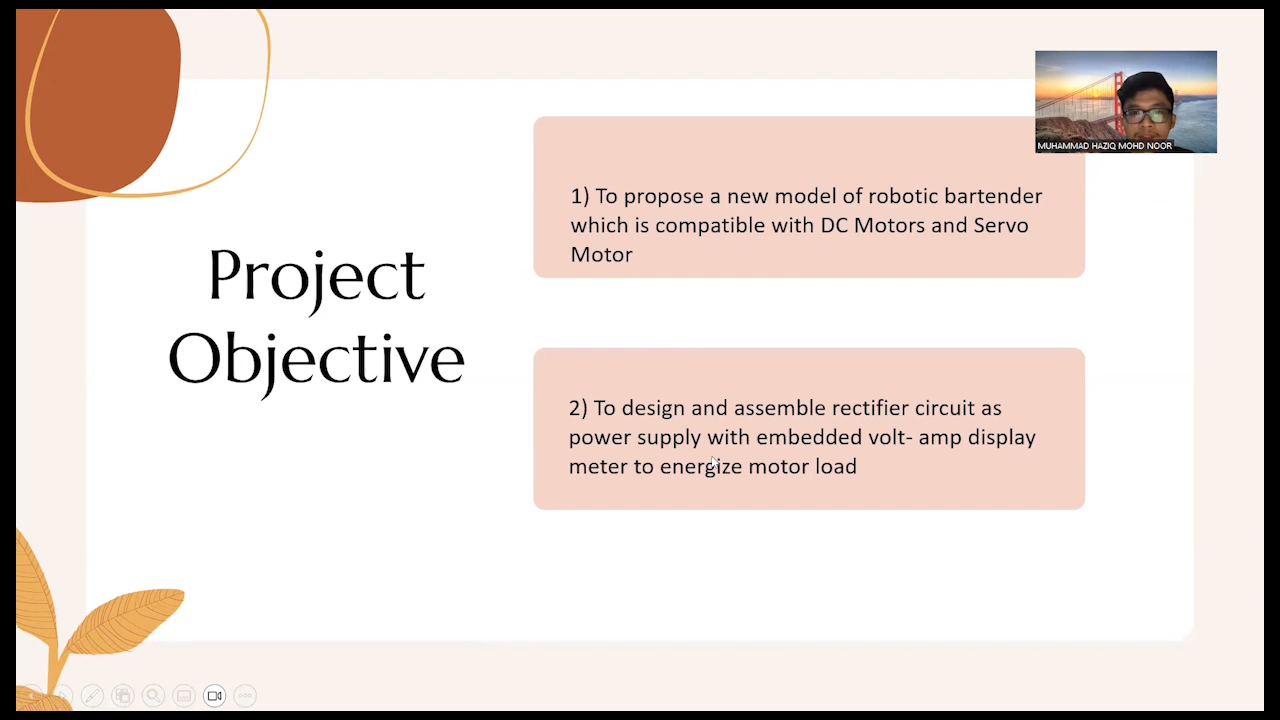 MUHAMMAD HAZIQ MOHD NOOR
Project
Objective
1) To propose a new model of robotic bartender
which is compatible with DC Motors and Servo
Motor
2) To design and assemble rectifier circuit as
power supply with embedded volt- amp display
meter to energize motor load